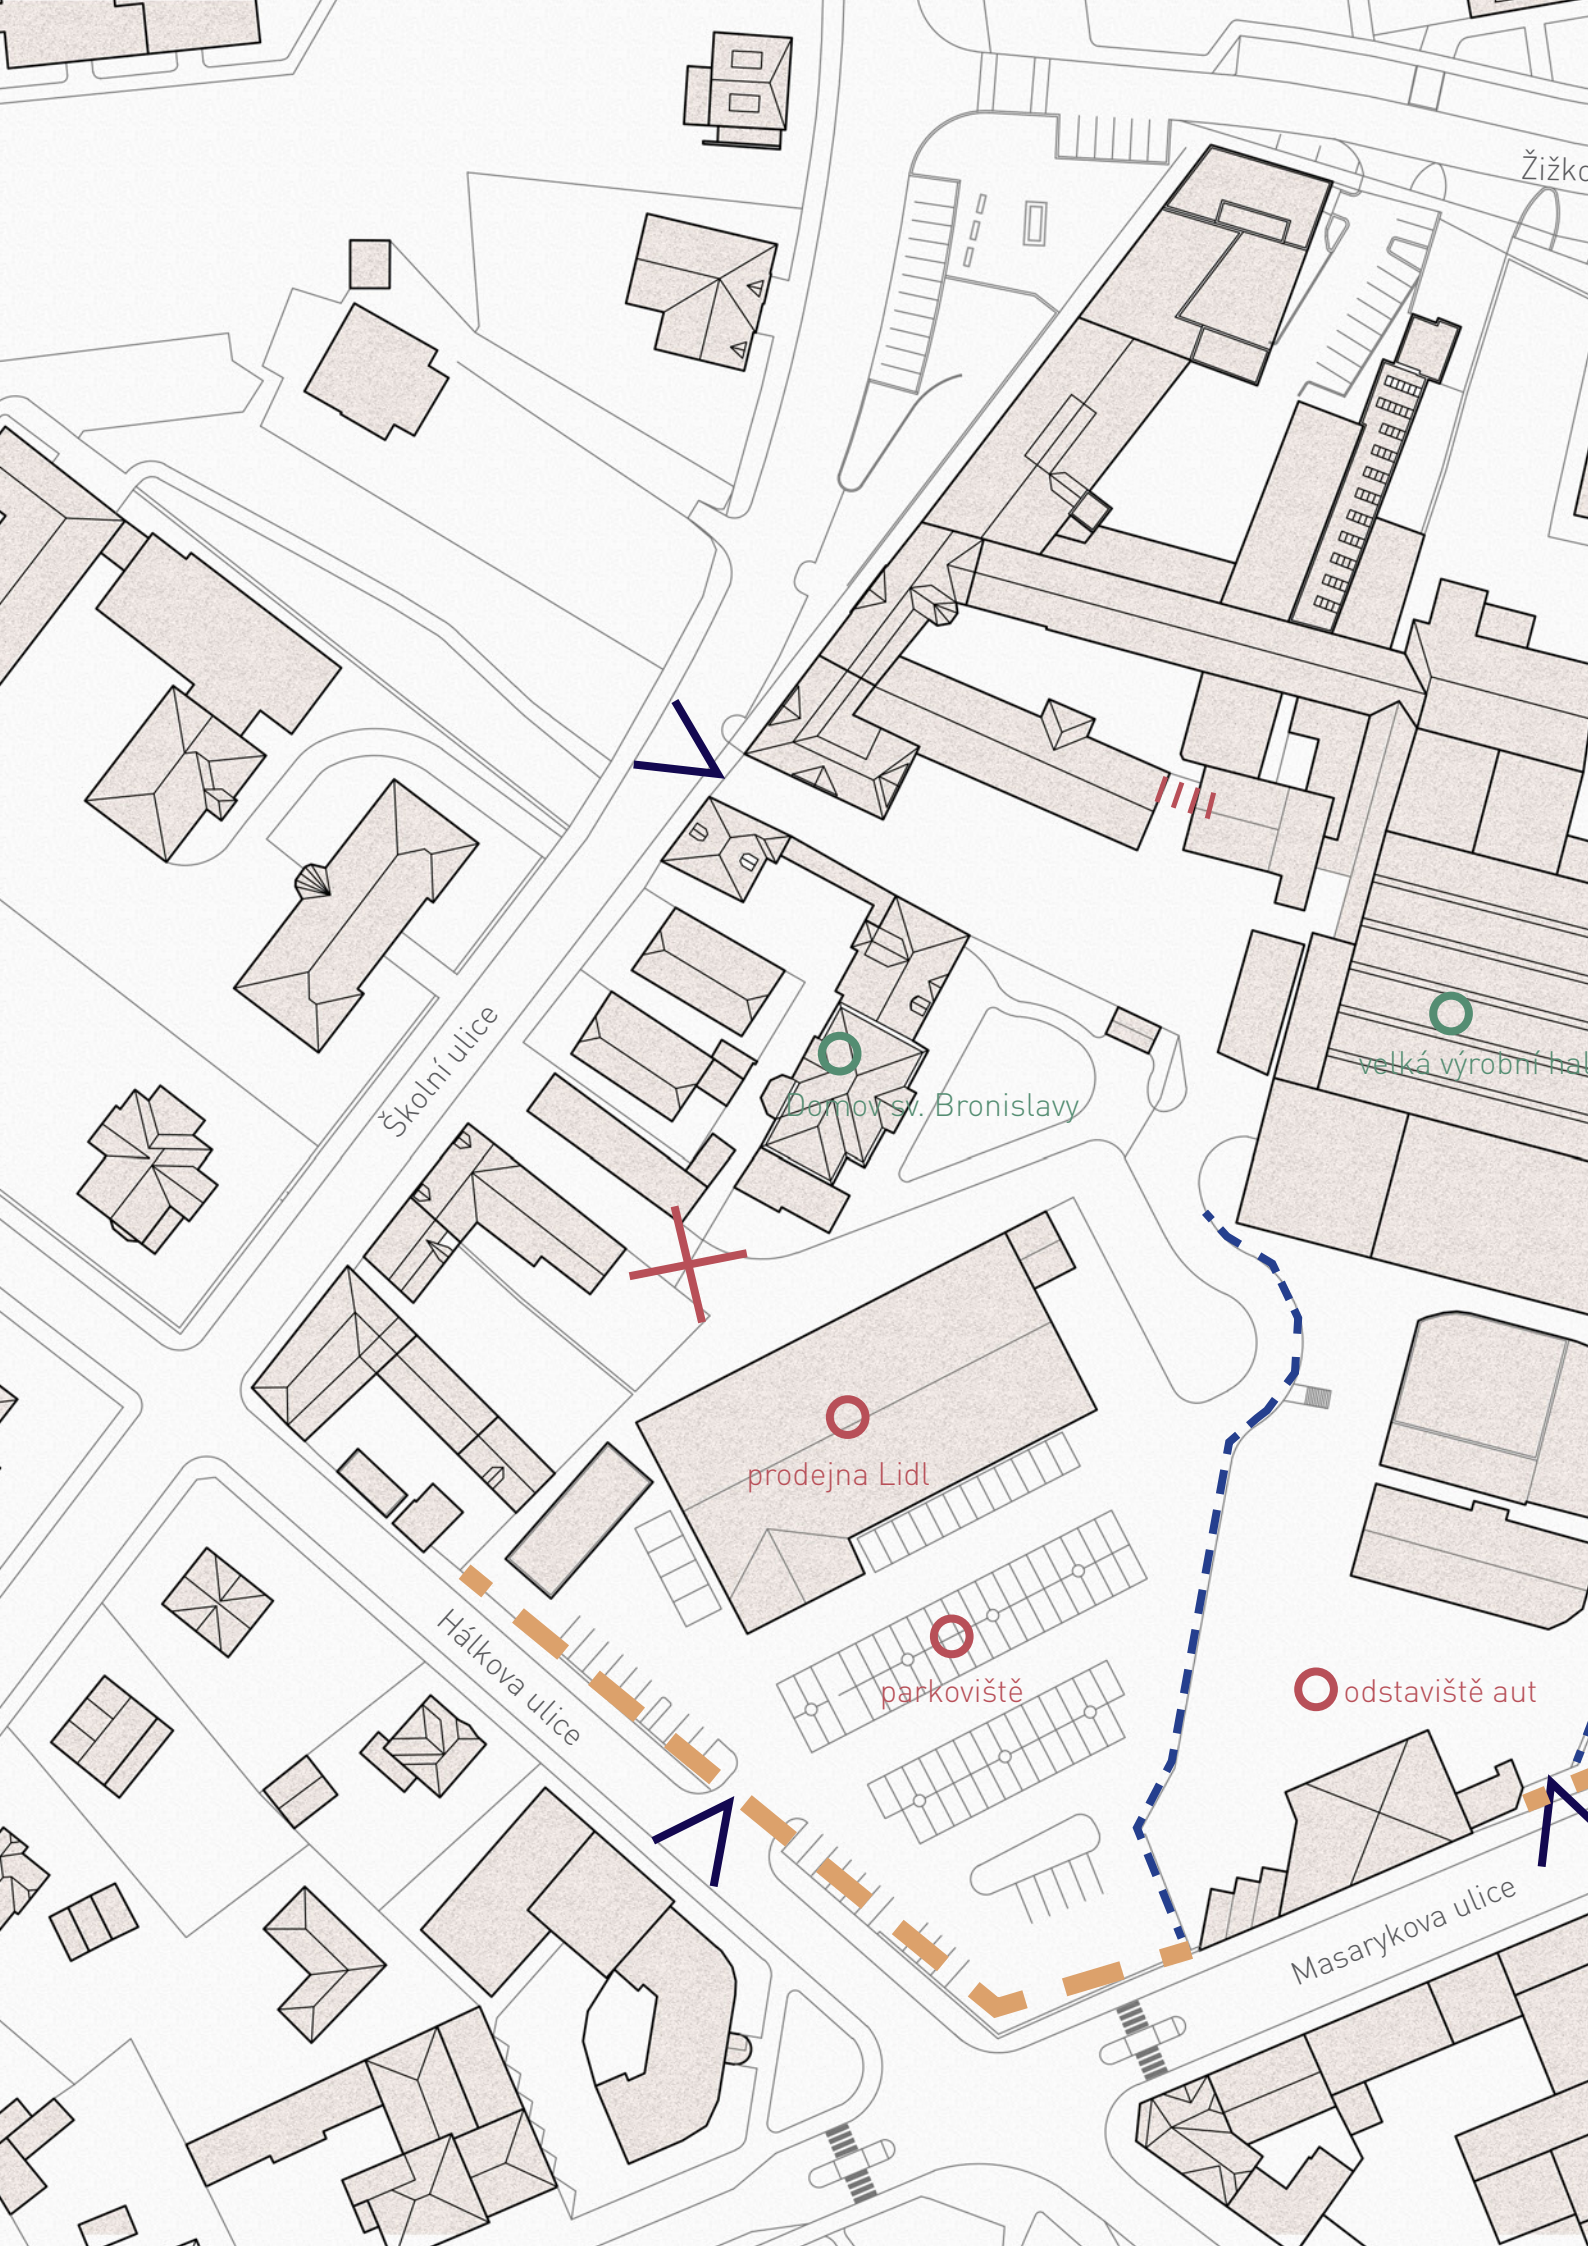 Žižko
Školní ulice
velká výrobní hal
Domov sv. Bronislavy
prodejna Lidl
Hálkova ulice
parkoviště
odstaviště aut
Masarykova ulice